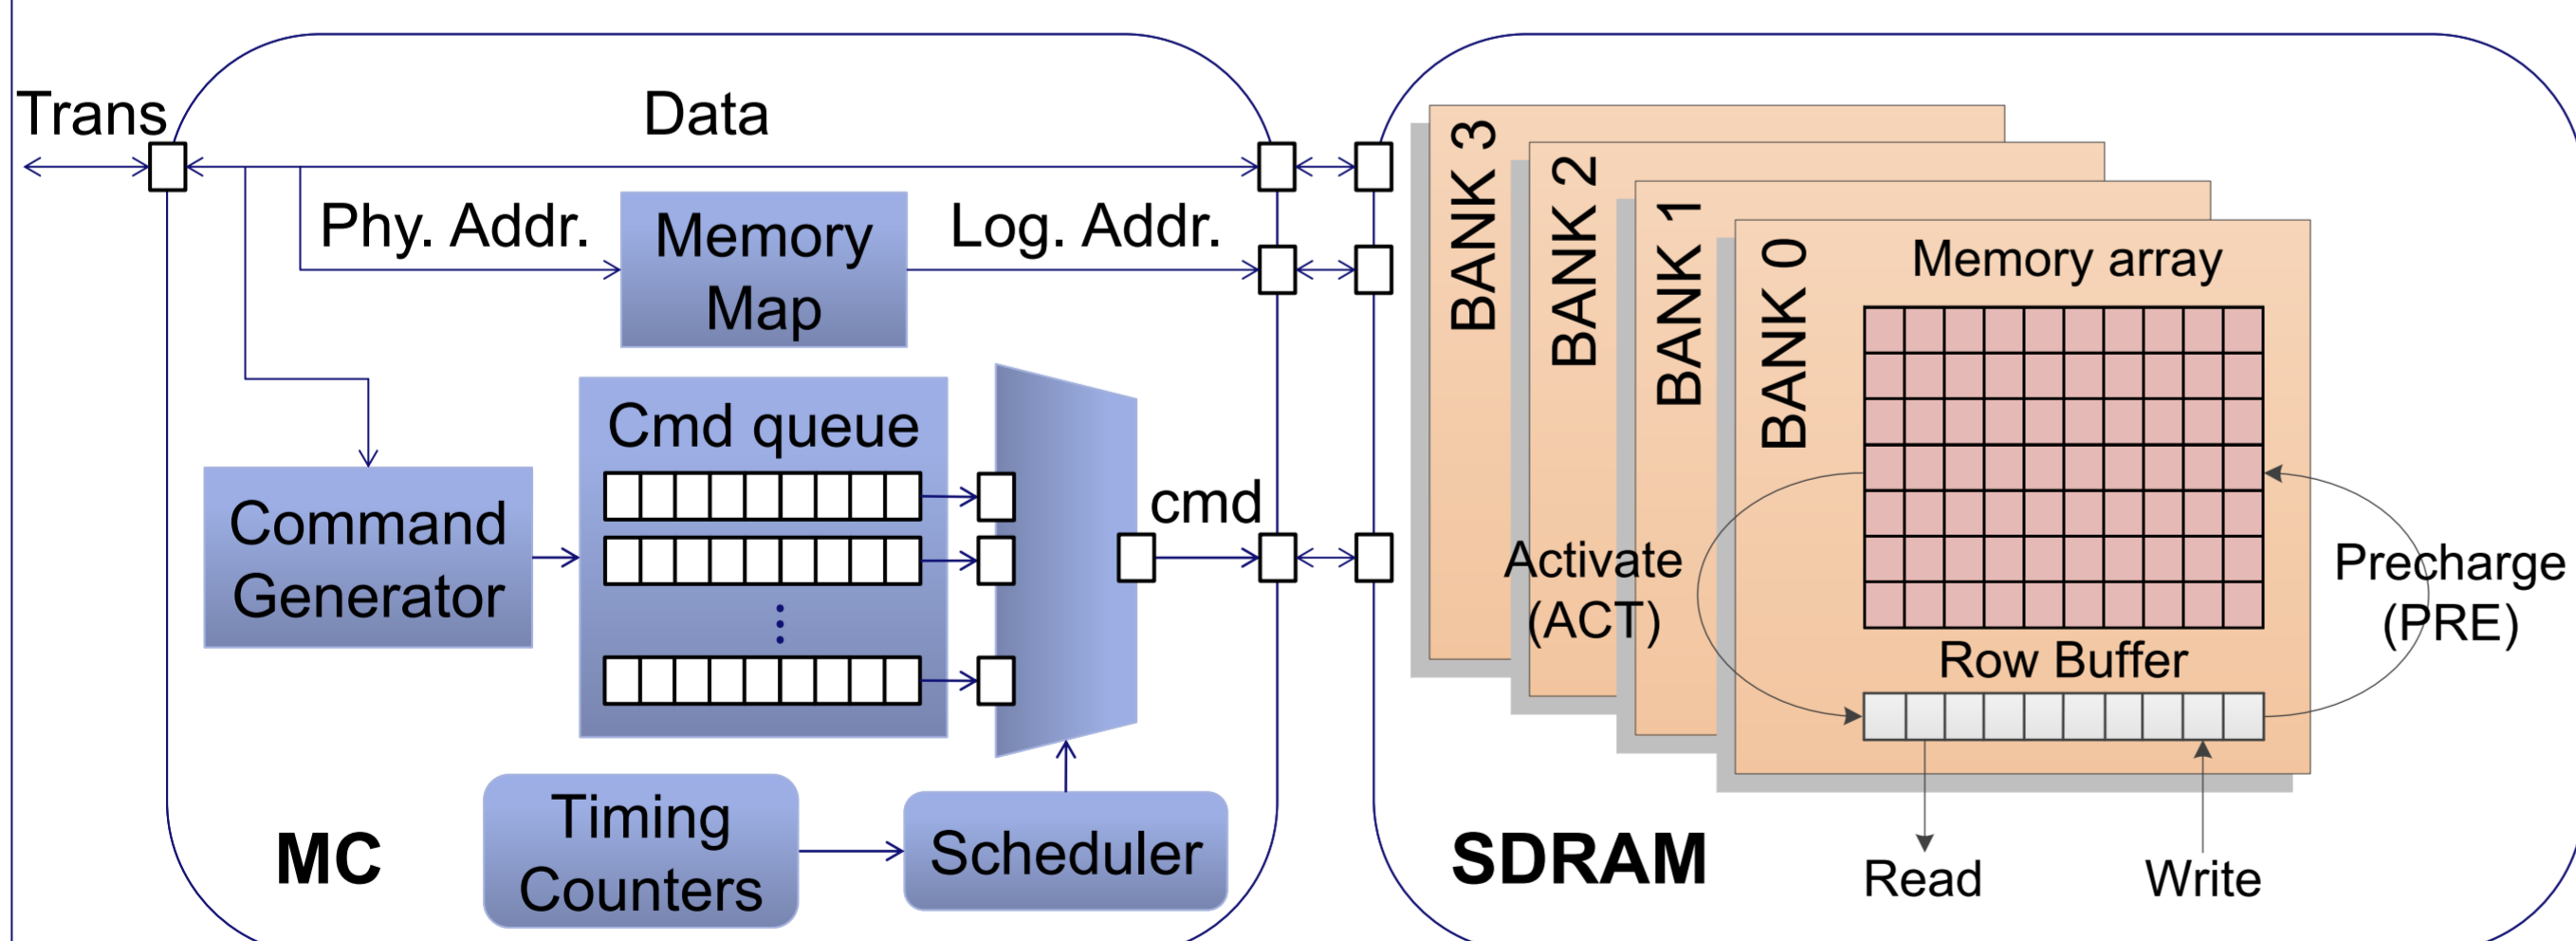 Trans
Data
Phy. Addr.
Memory
Map
Log. Addr.
Cmd queue
Command
Generator
cmd
Timing
Counters
Scheduler
MC
BANK 3
BANK 2
BANK 1
BANK 0
Memory array
Activate
(ACT)
Precharge
(PRE)
Row Buffer
Read
Write
SDRAM